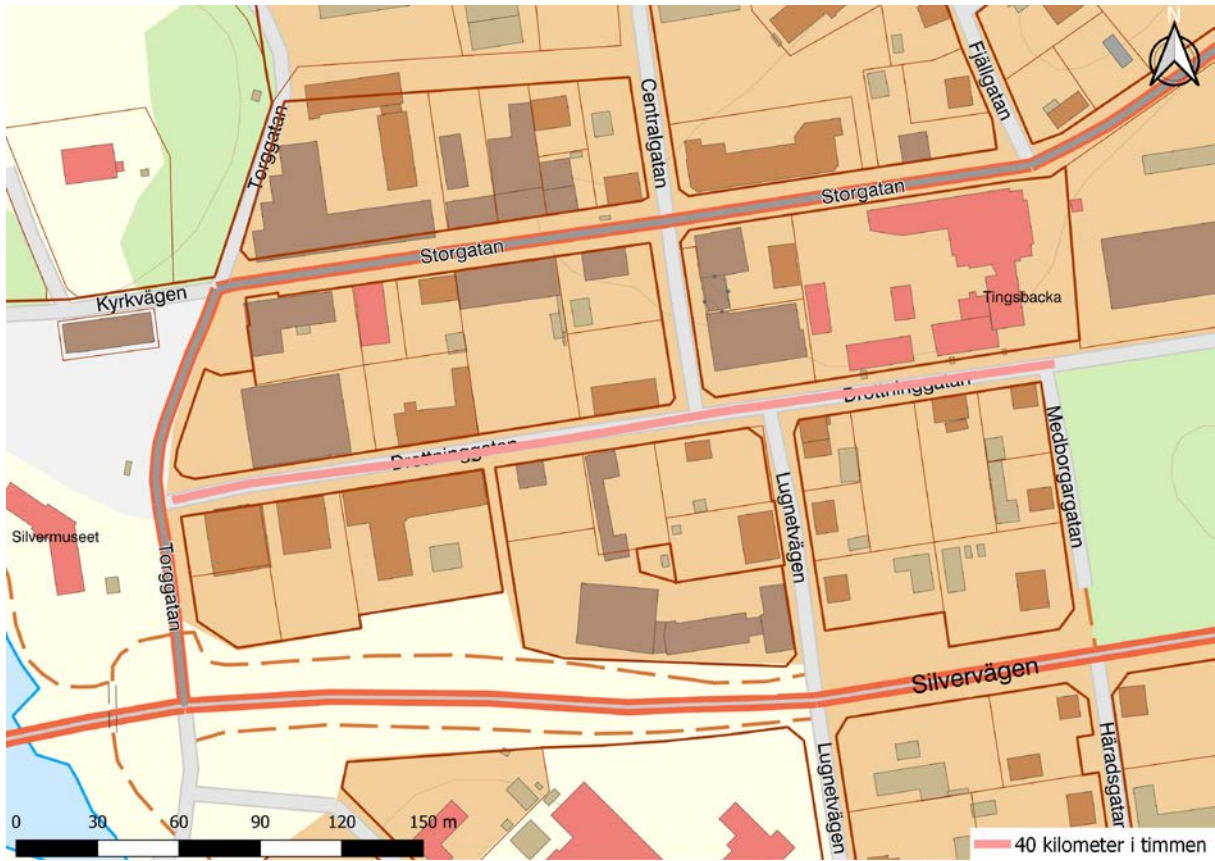 N
Fjällgatan
Centralgatan
Torggatan
Storgatan
Storgatan
Kyrkvägen
Tingsbacka
Drottninggatan
Drottninggatan
Medborgargatan
Lugnetvägen
Silvermuseet
Torggatan
Silvervägen
Lugnetvägen
Häradsgatan
0 30 60 90 120 150 m
40 kilometer i timmen